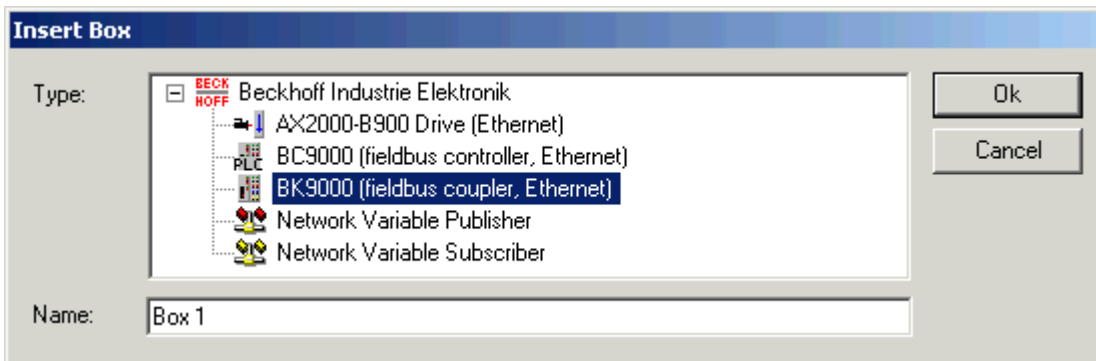 Insert Box
Type:
BECK
HOFF
Beckhoff Industrie Elektronik
Ok
AX2000-B900 Drive (Ethernet)
PLC
BC9000 (fieldbus controller, Ethernet)
Cancel
BK9000 (fieldbus coupler, Ethernet)
Network Variable Publisher
Network Variable Subscriber
Name:
Box 1